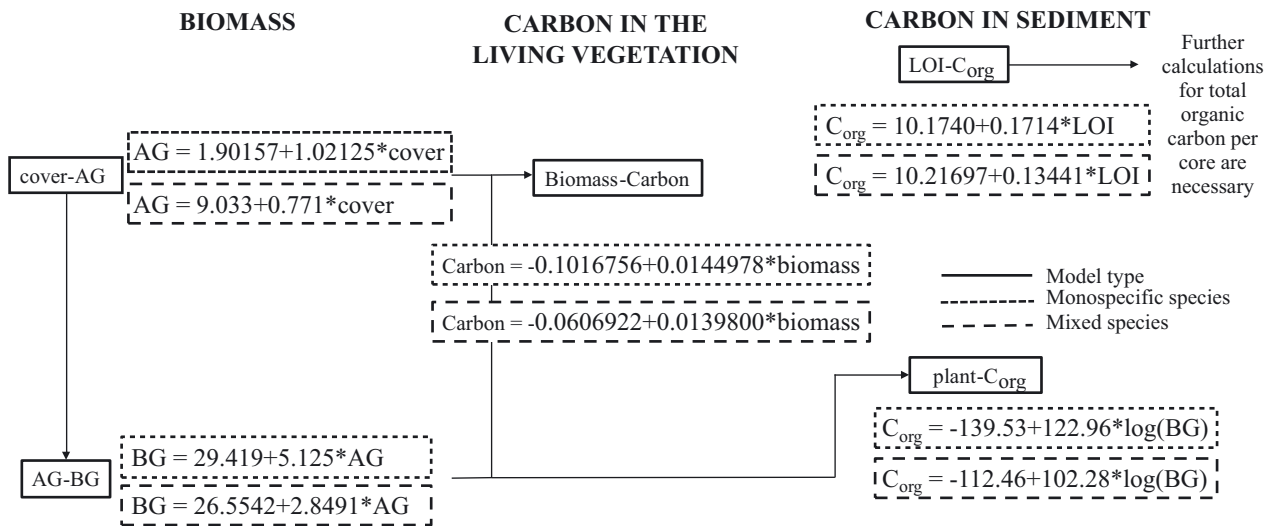 BIOMASS
CARBON IN THE
LIVING VEGETATION
CARBON IN SEDIMENT
LOI-Corg
Further
calculations
for total
organic
carbon per
core are
necessary
Corg = 10.1740+0.1714*LOI
Corg = 10.21697+0.13441*LOI
cover-AG
AG = 1.90157+1.02125*cover
AG = 9.033+0.771*cover
Biomass-Carbon
Carbon = -0.1016756+0.0144978*biomass
Carbon = -0.0606922+0.0139800*biomass
Model type
Monospecific species
Mixed species
plant-Corg
Corg = -139.53+122.96*log(BG)
Corg = -112.46+102.28*log(BG)
AG-BG
BG = 29.419+5.125*AG
BG = 26.5542+2.8491*AG